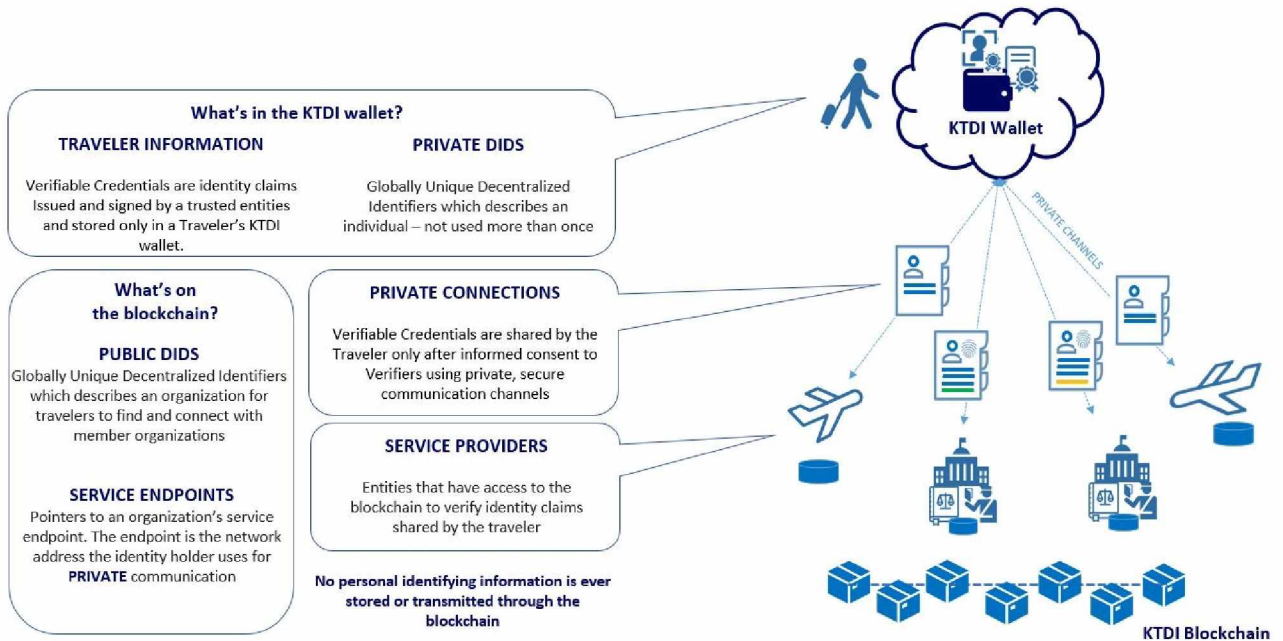 What's in the KTDI wallet?
TRAVELER INFORMATION
Verifiable Credentials are identity claims
Issued and signed by a trusted entities
and stored only in a Traveler's KTDI
wallet.
PRIVATE DIDS
Globally Unique Decentralized
Identifiers which describes an
individual – not used more than once
What's on
the blockchain?
PUBLIC DIDS
Globally Unique Decentralized Identifiers
which describes an organization for
travelers to find and connect with
member organizations
SERVICE ENDPOINTS
Pointers to an organization's service
endpoint. The endpoint is the network
address the identity holder uses for
PRIVATE communication
PRIVATE CONNECTIONS
Verifiable Credentials are shared by the
Traveler only after informed consent to
Verifiers using private, secure
communication channels
SERVICE PROVIDERS
Entities that have access to the
blockchain to verify identity claims
shared by the traveler
No personal identifying information is ever
stored or transmitted through the
blockchain
KTDI Wallet
PRIVATE CHANNELS
KTDI Blockchain